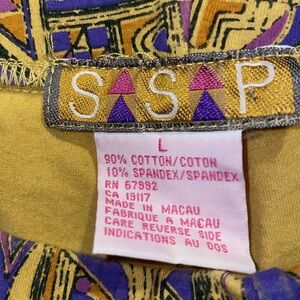 S.S.P
L
90% COTTON/COTON
10% SPANDEX/SPANDEX
RN 67992
CA 19117
MADE IN MACAU
FABRIQUE A MACAU
CARE REVERSE SIDE
INDICATIONS AU DOS